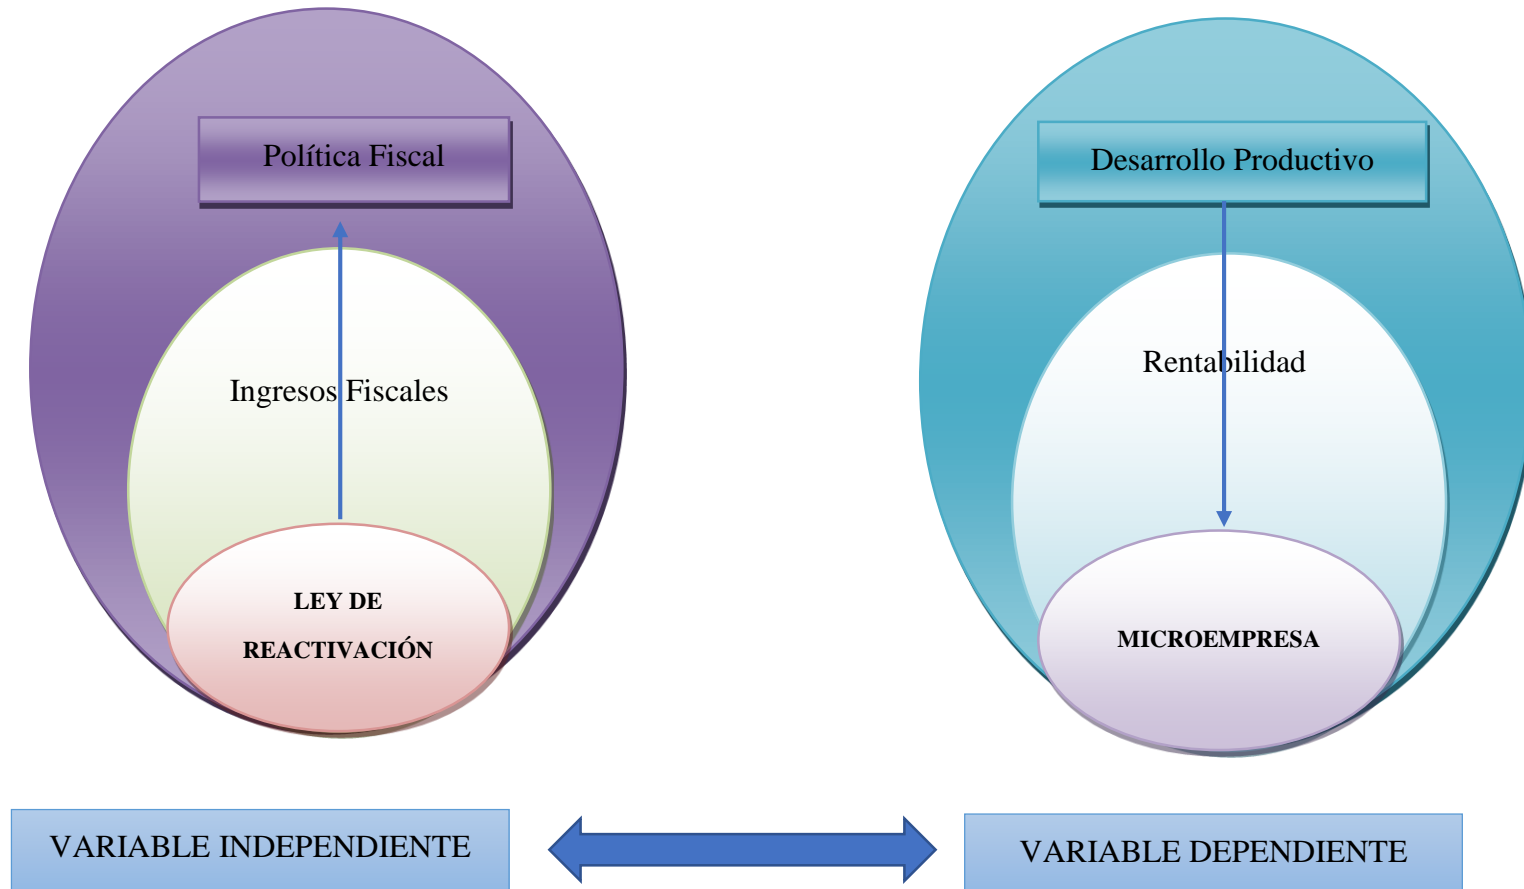 Política Fiscal
Ingresos Fiscales
LEY DE
REACTIVACIÓN
Desarrollo Productivo
Rentabilidad
MICROEMPRESA
VARIABLE INDEPENDIENTE
VARIABLE DEPENDIENTE